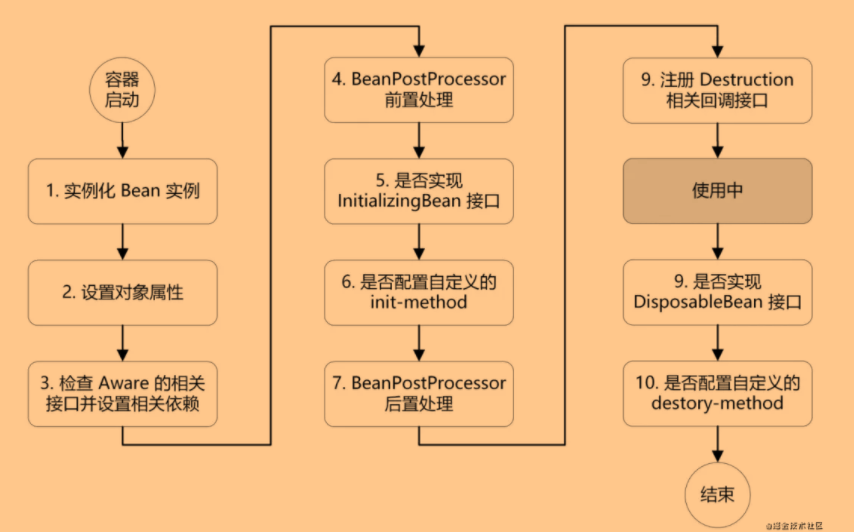 容器
启动
1. 实例化 Bean 实例
2. 设置对象属性
3. 检查 Aware 的相关
接口并设置相关依赖
4. BeanPostProcessor
前置处理
5. 是否实现
InitializingBean 接口
6. 是否配置自定义的
init-method
7. BeanPostProcessor
后置处理
9. 注册 Destruction
相关回调接口
使用中
9. 是否实现
DisposableBean 接口
10. 是否配置自定义的
destory-method
结束
@掘金技术社区